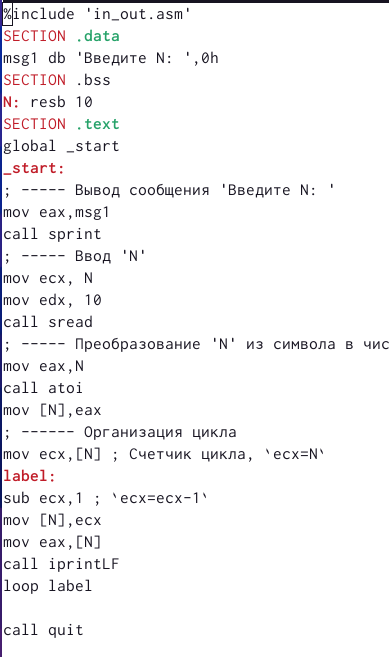 %include 'in_out.asm'
SECTION .data
msg1 db 'Введите N: ',0h
SECTION .bss
N: resb 10
SECTION .text
global _start
_start:
; ----- Вывод сообщения 'Введите N: '
mov eax,msg1
call sprint
; ----- Ввод 'N'
mov ecx, N
mov edx, 10
call sread
; ----- Преобразование 'N' из символа в чис
mov eax,N
call atoi
mov [N],eax
; ------ Организация цикла
mov ecx,[N] ; Счетчик цикла, `ecx=N`
label:
sub ecx,1 ; `ecx=ecx-1`
mov [N],ecx
mov eax,[N]
call iprintLF
loop label
call quit